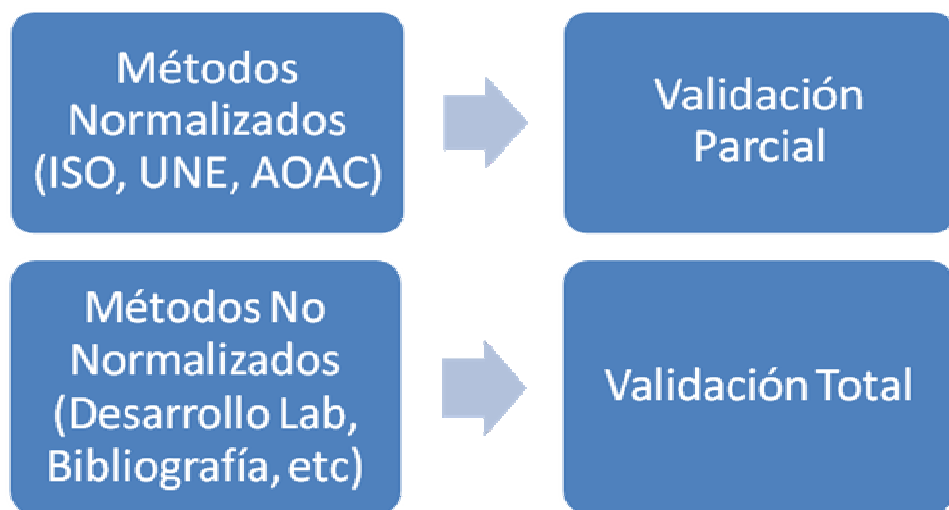 Métodos
Normalizados
(ISO, UNE, AOAC)
Validación
Parcial
Métodos No
Normalizados
(Desarrollo Lab,
Bibliografía, etc)
Validación Total